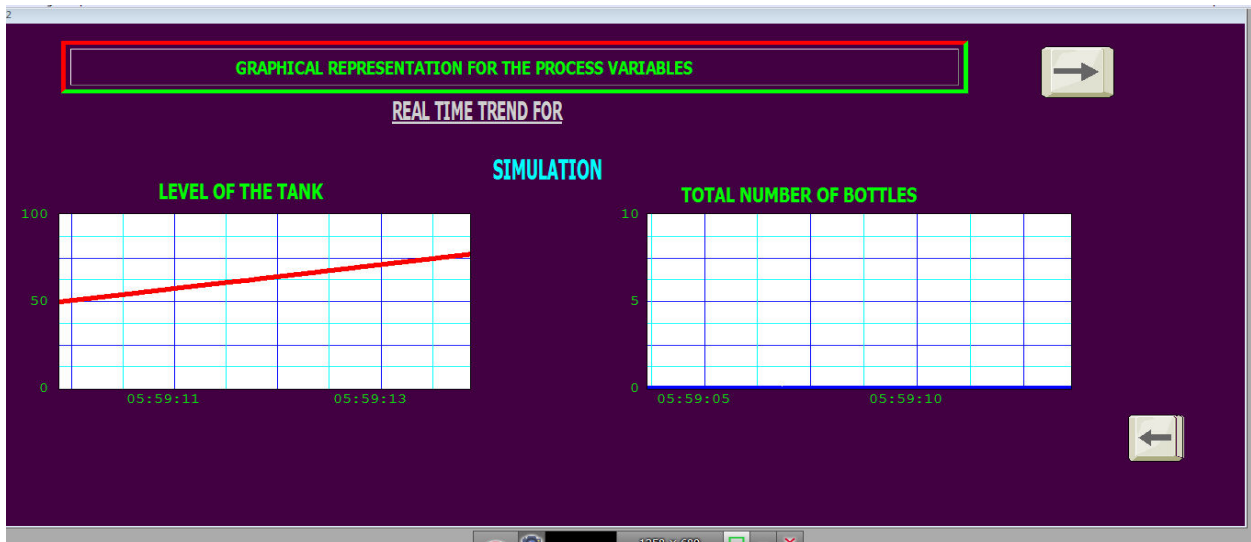 2
GRAPHICAL REPRESENTATION FOR THE PROCESS VARIABLES
REAL TIME TREND FOR
SIMULATION
LEVEL OF THE TANK
100
50
0
05:59:11 05:59:13
TOTAL NUMBER OF BOTTLES
10
5
0
05:59:05 05:59:10